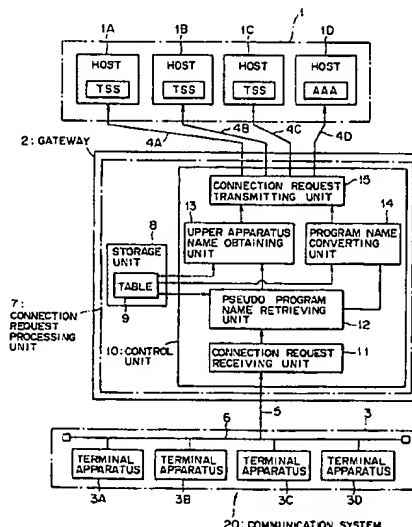 1
1A
1B
1C
1D
HOST
HOST
HOST
HOST
TSS
TSS
TSS
AAA
4A
4B
4C
4D
2: GATEWAY
15
CONNECTION REQUEST
TRANSMITTING UNIT
13
14
8
UPPER APPARATUS
NAME OBTAINING
UNIT
PROGRAM NAME
CONVERTING
UNIT
STORAGE
UNIT
TABLE
9
7:
CONNECTION
REQUEST
PROCESSING
UNIT
PSEUDO PROGRAM
NAME RETRIEVING
UNIT
12
10: CONTROL
UNIT
CONNECTION REQUEST
RECEIVING UNIT
11
5
6
3
TERMINAL
APPARATUS
TERMINAL
APPARATUS
TERMINAL
APPARATUS
TERMINAL
APPARATUS
3A
3B
3C
3D
20: COMMUNICATION SYSTEM